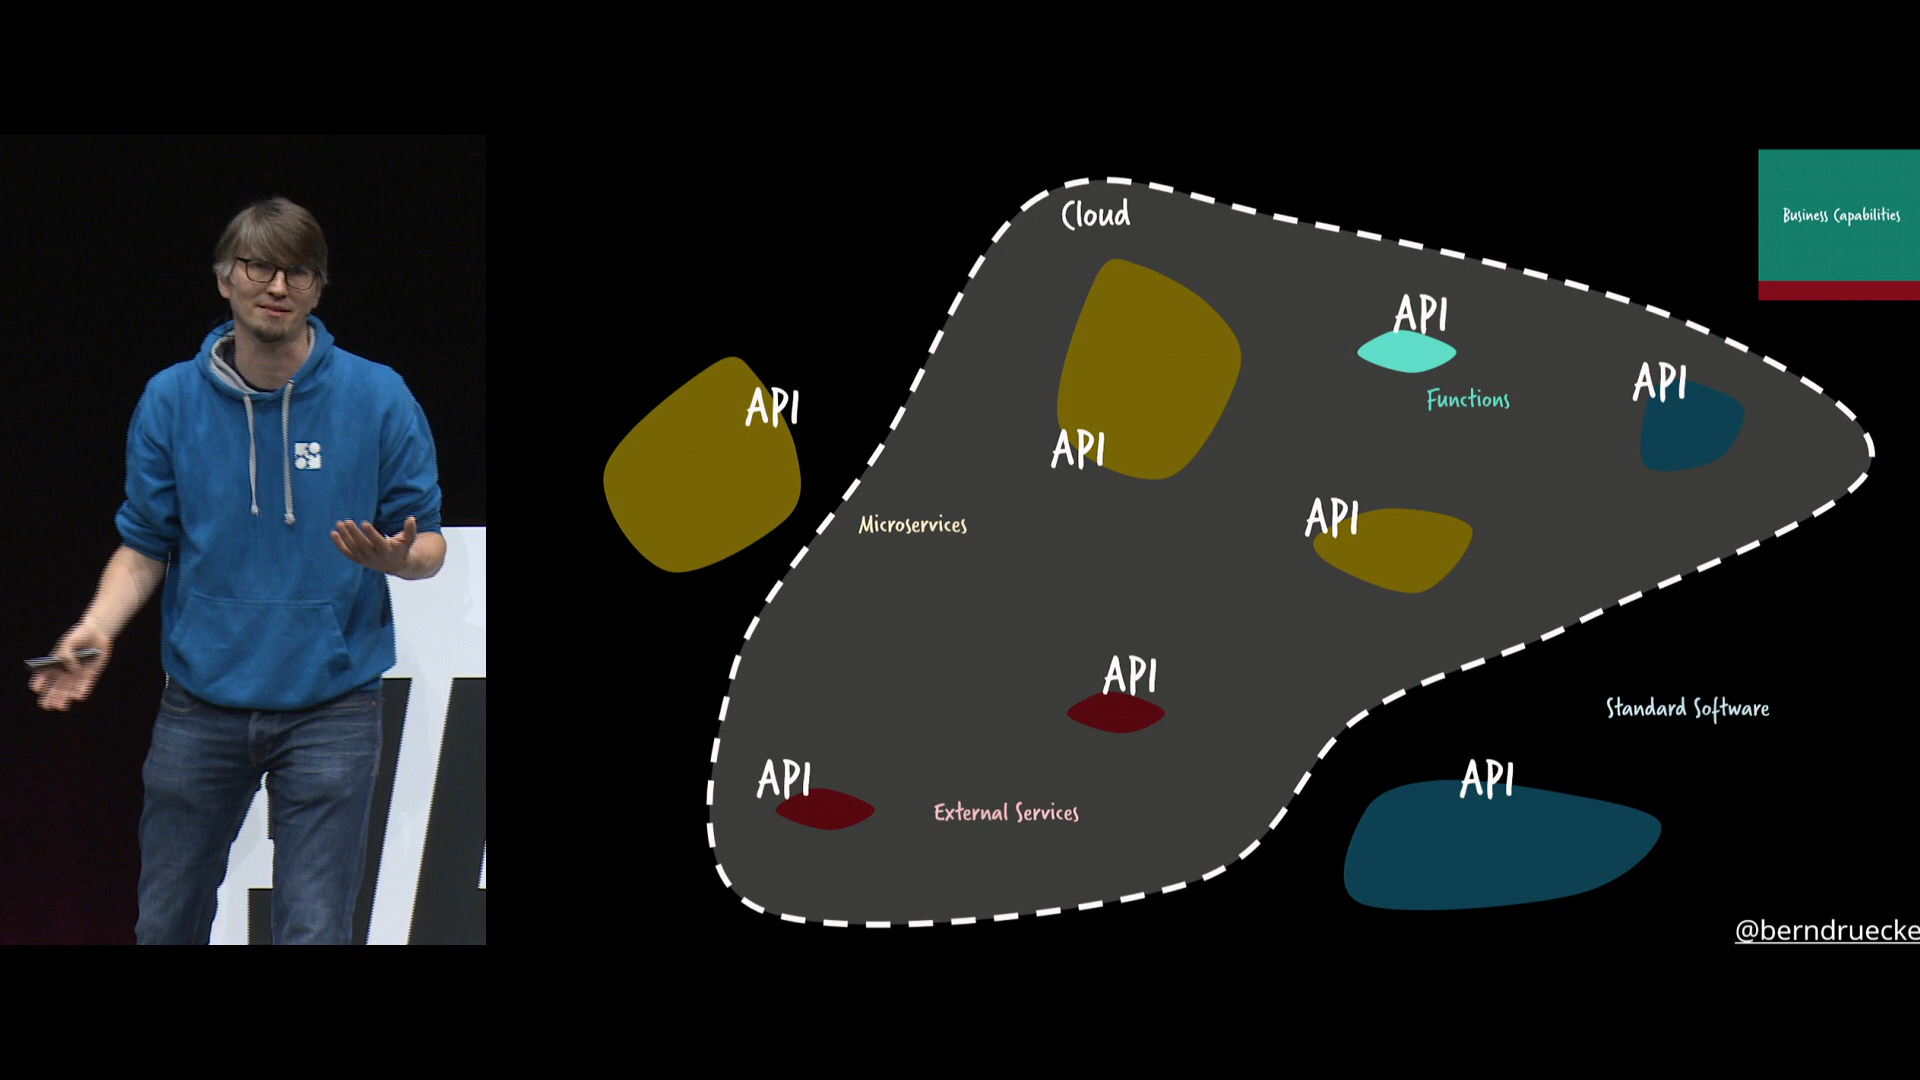 Cloud
Business Capabilities
API
API
Functions
API
API
API
Microservices
API
API
Standard Software
API
External Services
API
@berndruecke